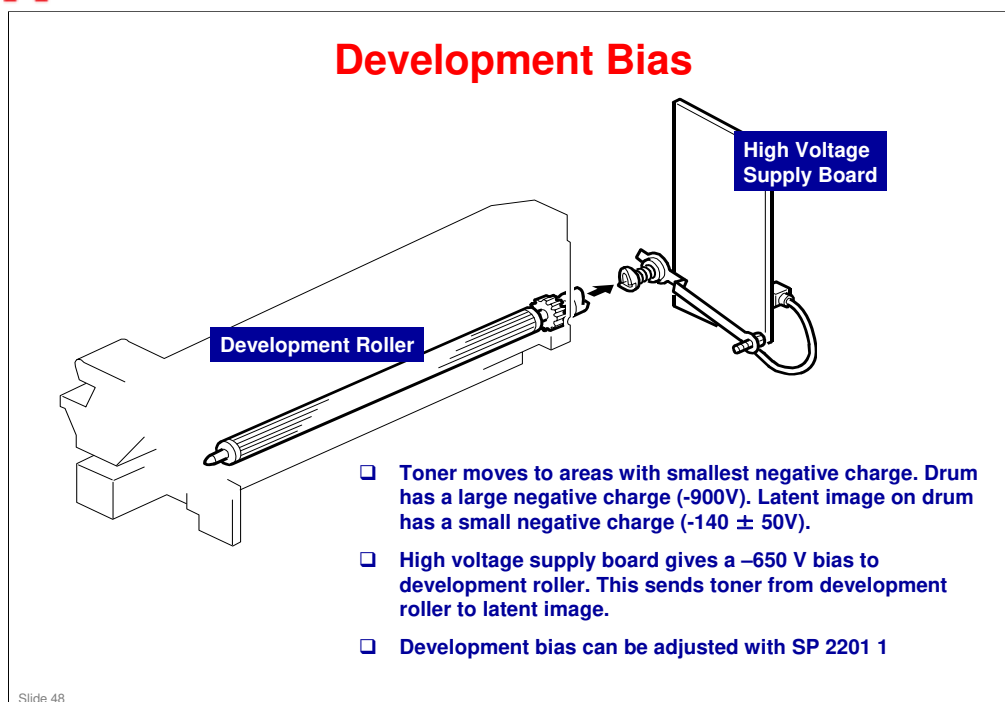 Development Bias
High Voltage
Supply Board
Development Roller
❑ Toner moves to areas with smallest negative charge. Drum
has a large negative charge (-900V). Latent image on drum
has a small negative charge (-140 ± 50V).
❑ High voltage supply board gives a –650 V bias to
development roller. This sends toner from development
roller to latent image.
❑ Development bias can be adjusted with SP 2201 1
Slide 48